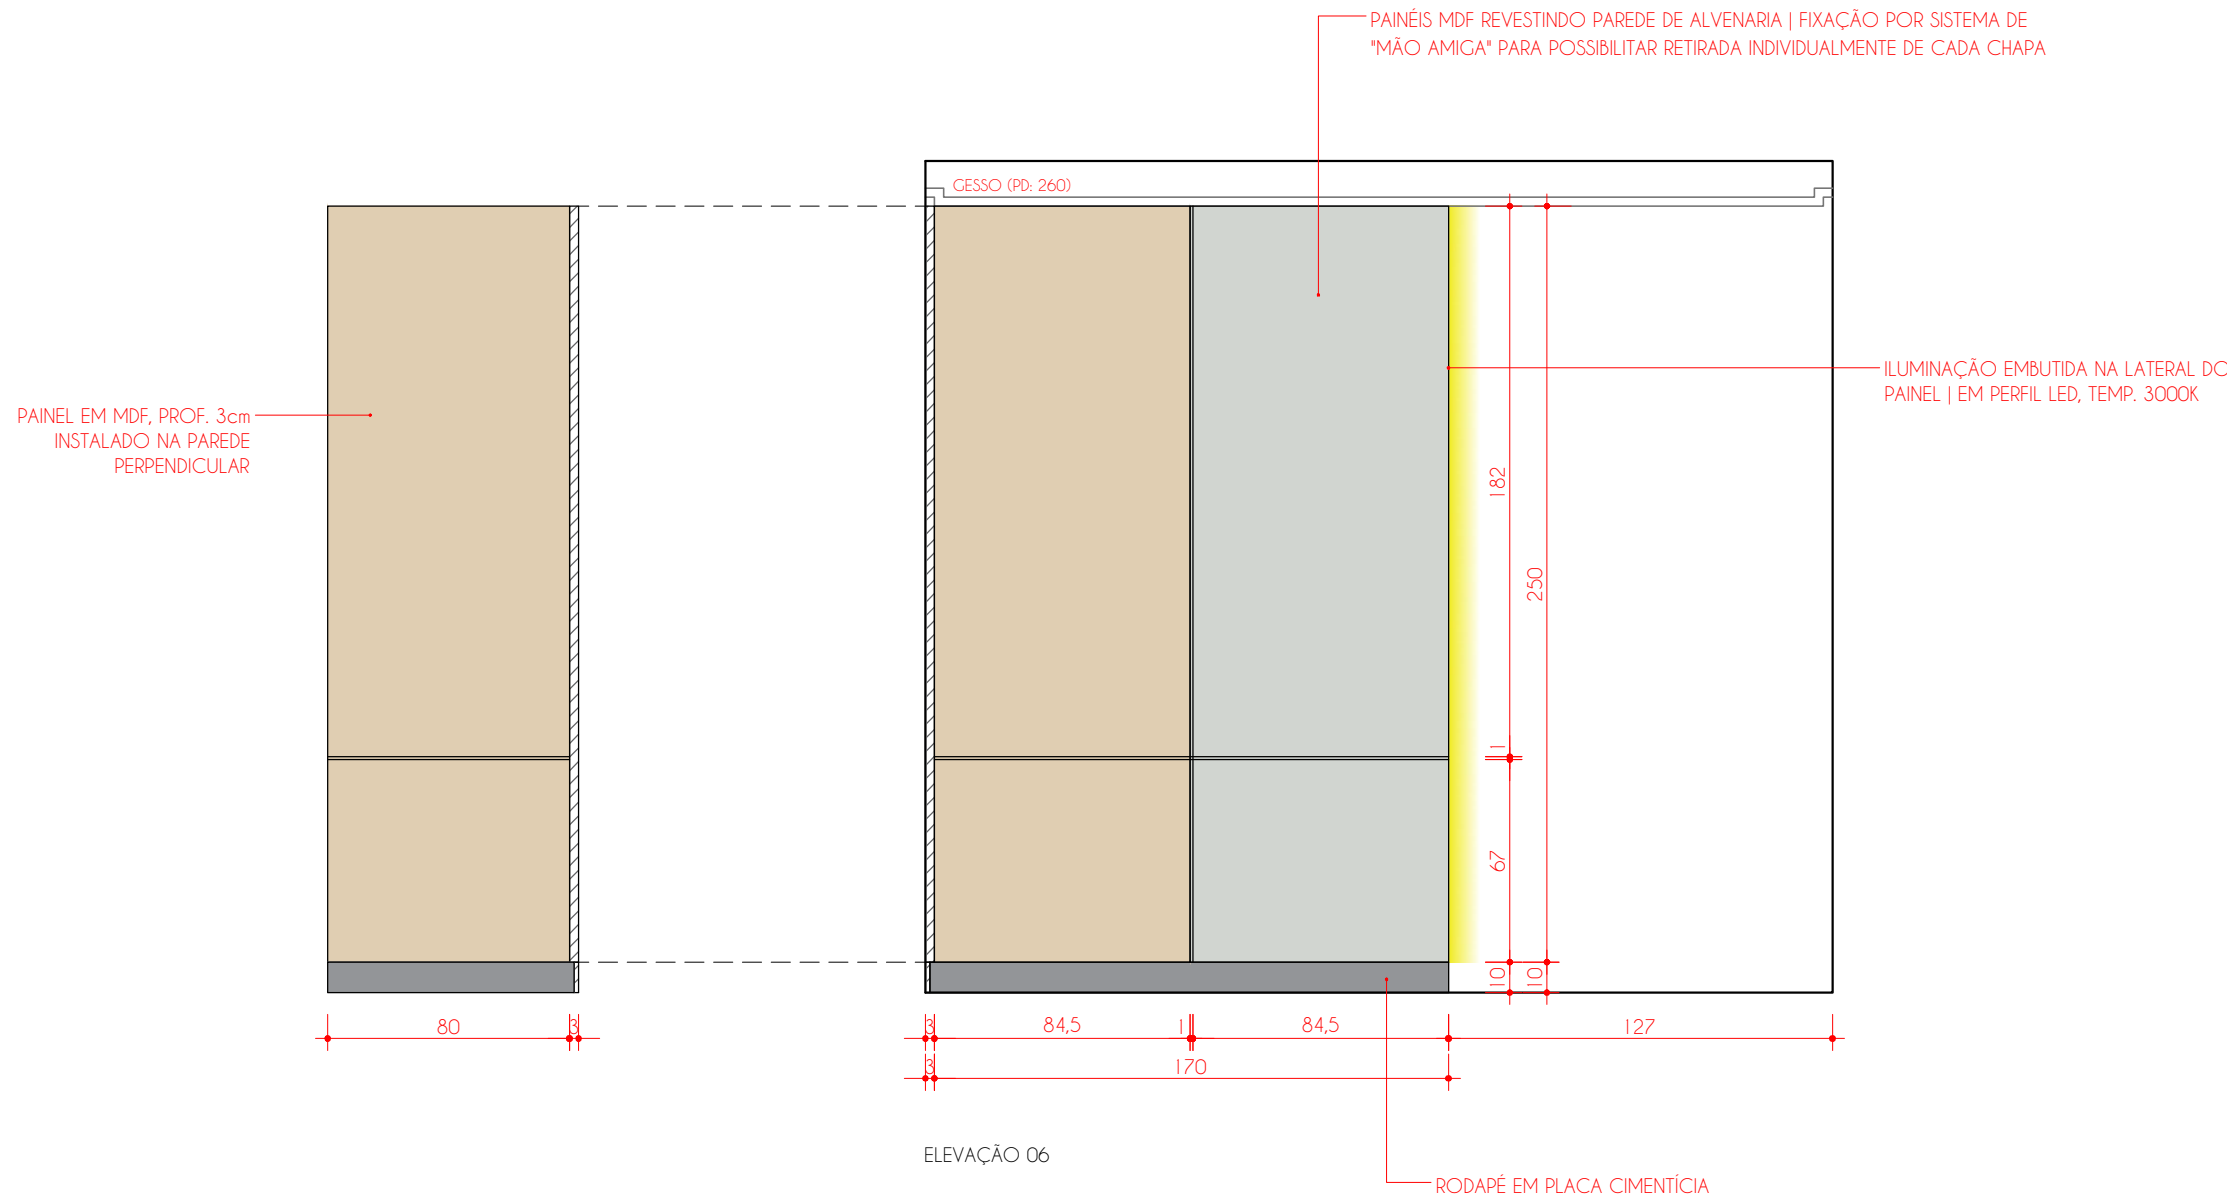 PAINÉIS MDF REVESTINDO PAREDE DE ALVENARIA | FIXAÇÃO POR SISTEMA DE
"MÃO AMIGA" PARA POSSIBILITAR RETIRADA INDIVIDUALMENTE DE CADA CHAPA
GESSO (PD: 260)
ILUMINAÇÃO EMBUTIDA NA LATERAL DO
PAINEL | EM PERFIL LED, TEMP. 3000K
PAINEL EM MDF, PROF. 3cm
INSTALADO NA PAREDE
PERPENDICULAR
182
250
1
67
10
10
80
3
3
84,5
1
84,5
127
3
170
ELEVAÇÃO 06
RODAPÉ EM PLACA CIMENTÍCIA